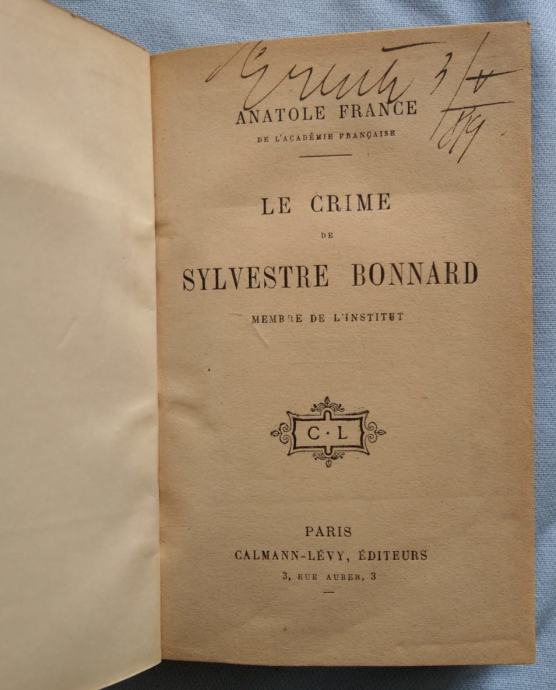 ANATOLE FRANCE
DE L'ACADÉMIE FRANÇAISE
LE CRIME
DE
SYLVESTRE BONNARD
MEMBRE DE L'INSTITUT
C · L
PARIS
CALMANN-LÉVY, ÉDITEURS
3, RUE AUBER, 3